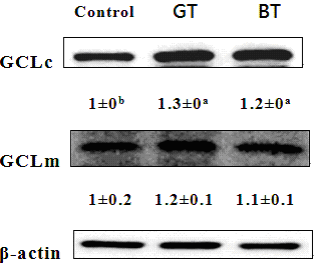 Control GT BT
GCLc
1±0ᵇ 1.3±0ᵃ 1.2±0ᵃ
GCLm
1±0.2 1.2±0.1 1.1±0.1
β-actin